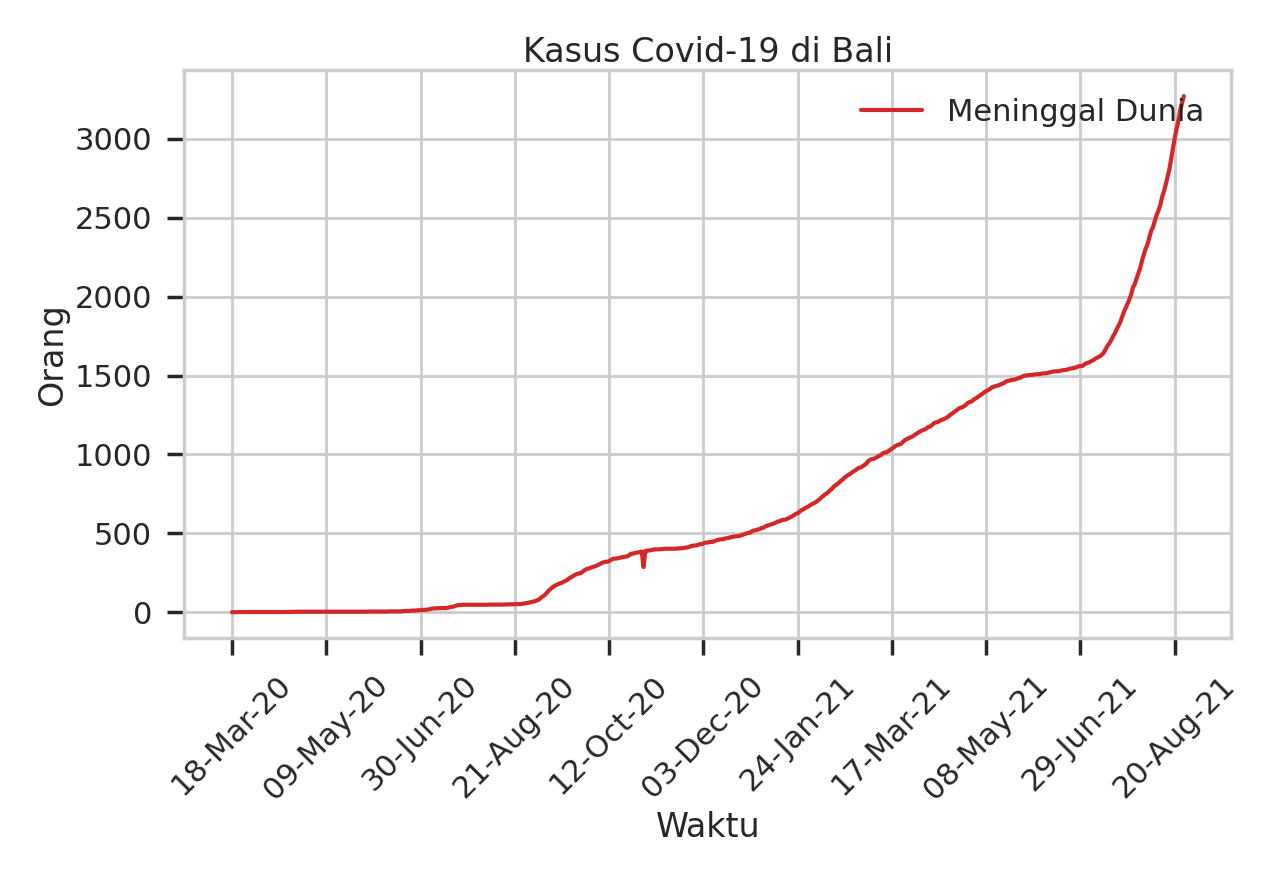 Kasus Covid-19 di Bali
Meninggal Dunia
3000
2500
2000
1500
1000
500
0
Orang
18-Mar-20
09-May-20
30-Jun-20
21-Aug-20
12-Oct-20
03-Dec-20
24-Jan-21
17-Mar-21
08-May-21
29-Jun-21
20-Aug-21
Waktu